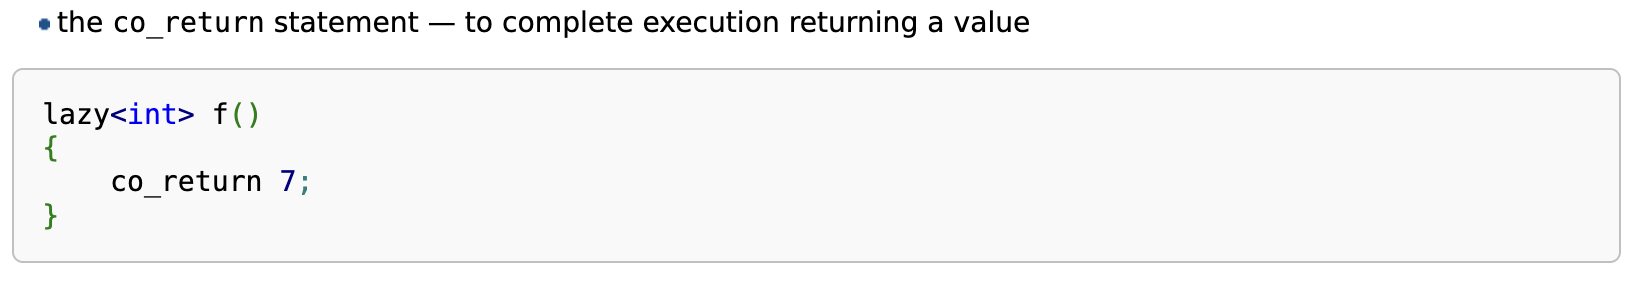 • the co_return statement — to complete execution returning a value
lazy<int> f()
{
    co_return 7;
}